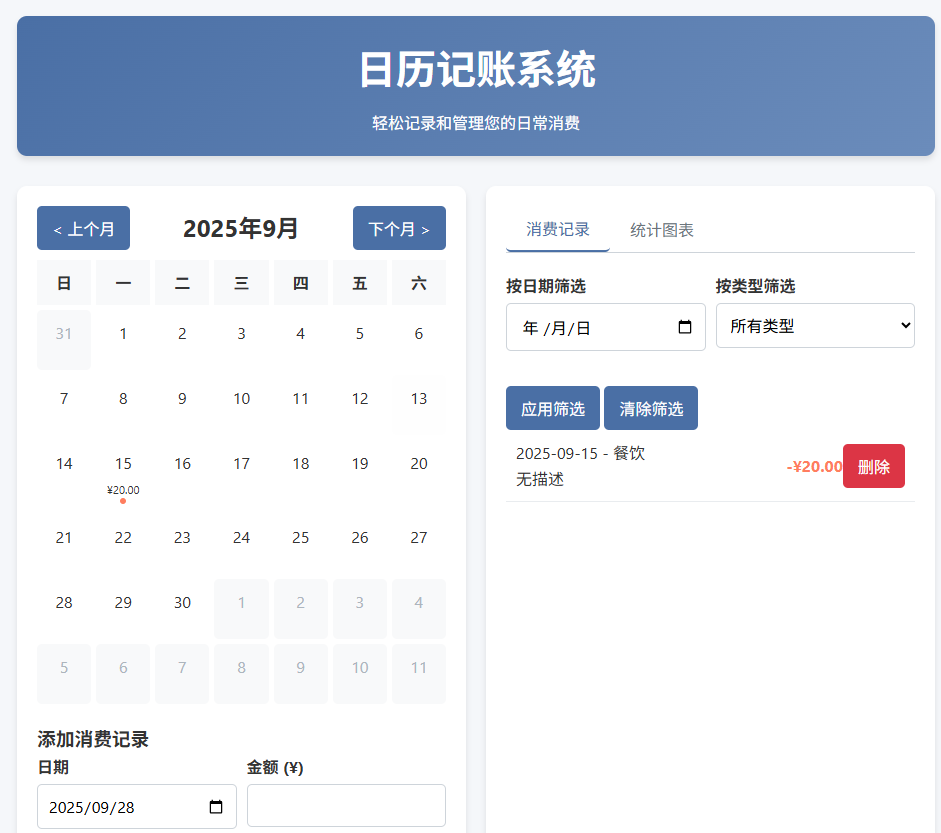 日历记账系统
轻松记录和管理您的日常消费
< 上个月 2025年9月 下个月 >
日 一 二 三 四 五 六
31 1 2 3 4 5 6
7 8 9 10 11 12 13
14 15 16 17 18 19 20
¥20.00
21 22 23 24 25 26 27
28 29 30 1 2 3 4
5 6 7 8 9 10 11
添加消费记录
日期 金额 (¥)
2025/09/28
消费记录 统计图表
按日期筛选 按类型筛选
年 /月/日 所有类型
应用筛选 清除筛选
2025-09-15 - 餐饮
无描述
-¥20.00 删除